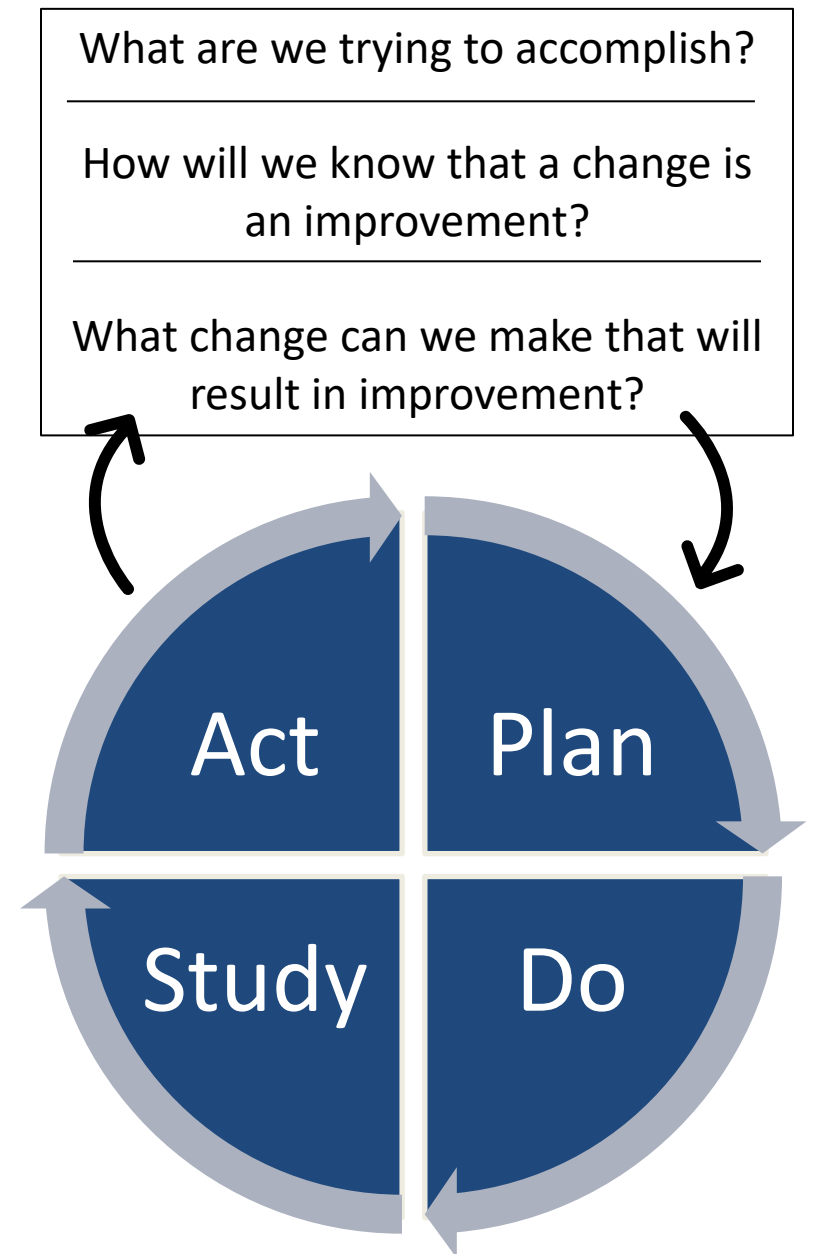 What are we trying to accomplish?
How will we know that a change is
an improvement?
What change can we make that will
result in improvement?
Act
Plan
Study
Do